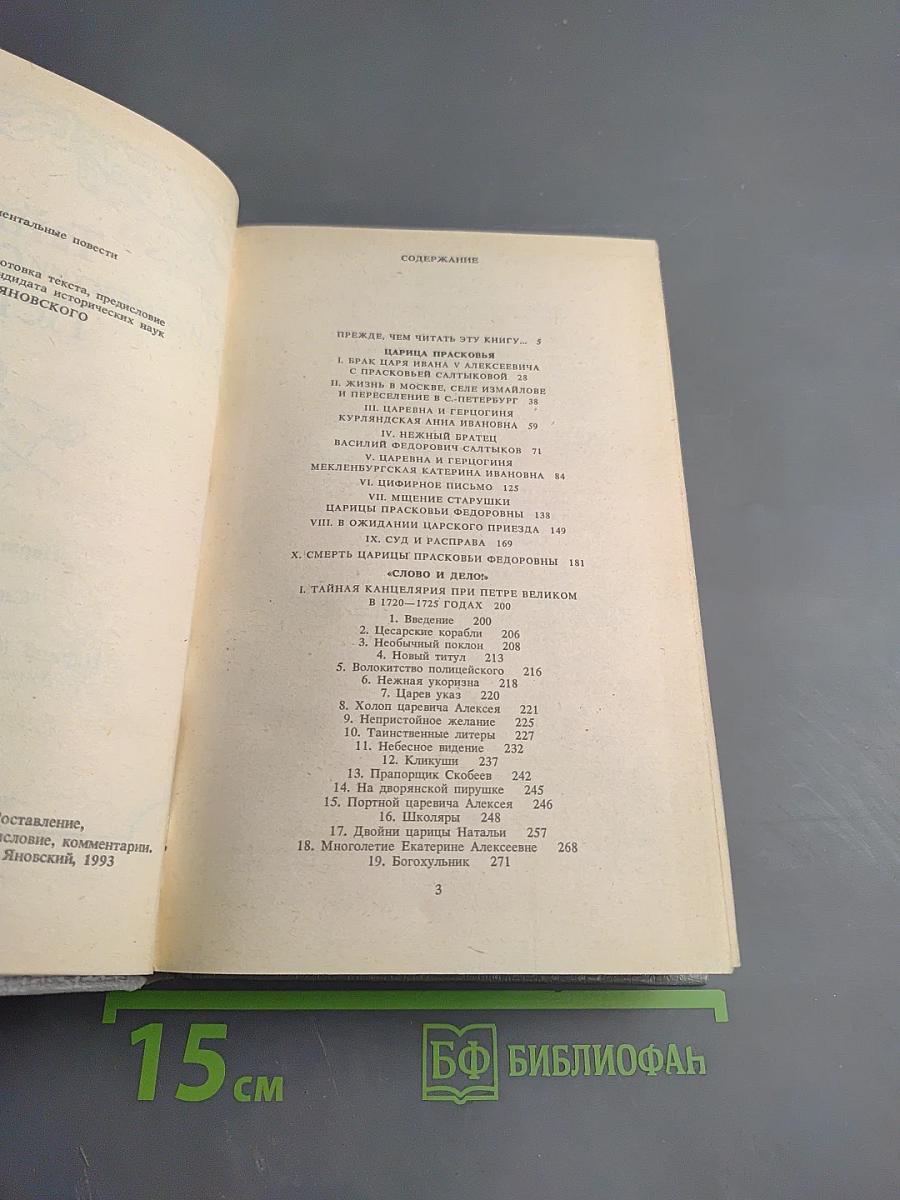 ментальные повести
отовка текста, предисловие
ндидата исторических наук
ЯНОВСКОГО
оставление,
исловие, комментарии.
Яновский, 1993
СОДЕРЖАНИЕ
ПРЕЖДЕ, ЧЕМ ЧИТАТЬ ЭТУ КНИГУ... 5
ЦАРИЦА ПРАСКОВЬЯ
I. БРАК ЦАРЯ ИВАНА V АЛЕКСЕЕВИЧА
С ПРАСКОВЬЕЙ САЛТЫКОВОЙ 28
II. ЖИЗНЬ В МОСКВЕ, СЕЛЕ ИЗМАЙЛОВЕ
И ПЕРЕСЕЛЕНИЕ В С.-ПЕТЕРБУРГ 38
III. ЦАРЕВНА И ГЕРЦОГИНЯ
КУРЛЯНДСКАЯ АННА ИВАНОВНА 59
IV. НЕЖНЫЙ БРАТЕЦ
ВАСИЛИЙ ФЕДОРОВИЧ САЛТЫКОВ 71
V. ЦАРЕВНА И ГЕРЦОГИНЯ
МЕКЛЕНБУРГСКАЯ КАТЕРИНА ИВАНОВНА 84
VI. ЦИФИРНОЕ ПИСЬМО 125
VII. МЩЕНИЕ СТАРУШКИ
ЦАРИЦЫ ПРАСКОВЬИ ФЕДОРОВНЫ 138
VIII. В ОЖИДАНИИ ЦАРСКОГО ПРИЕЗДА 149
IX. СУД И РАСПРАВА 169
X. СМЕРТЬ ЦАРИЦЫ ПРАСКОВЬИ ФЕДОРОВНЫ 181
«СЛОВО И ДЕЛО!»
I. ТАЙНАЯ КАНЦЕЛЯРИЯ ПРИ ПЕТРЕ ВЕЛИКОМ
В 1720—1725 ГОДАХ 200
1. Введение 200
2. Цесарские корабли 206
3. Необычный поклон 208
4. Новый титул 213
5. Волокитство полицейского 216
6. Нежная укоризна 218
7. Царев указ 220
8. Холоп царевича Алексея 221
9. Непристойное желание 225
10. Таинственные литеры 227
11. Небесное видение 232
12. Кликуши 237
13. Прапорщик Скобеев 242
14. На дворянской пирушке 245
15. Портной царевича Алексея 246
16. Школяры 248
17. Двойни царицы Натальи 257
18. Многолетие Екатерине Алексеевне 268
19. Богохульник 271
3
15 см
БФ БИБЛИОФАН